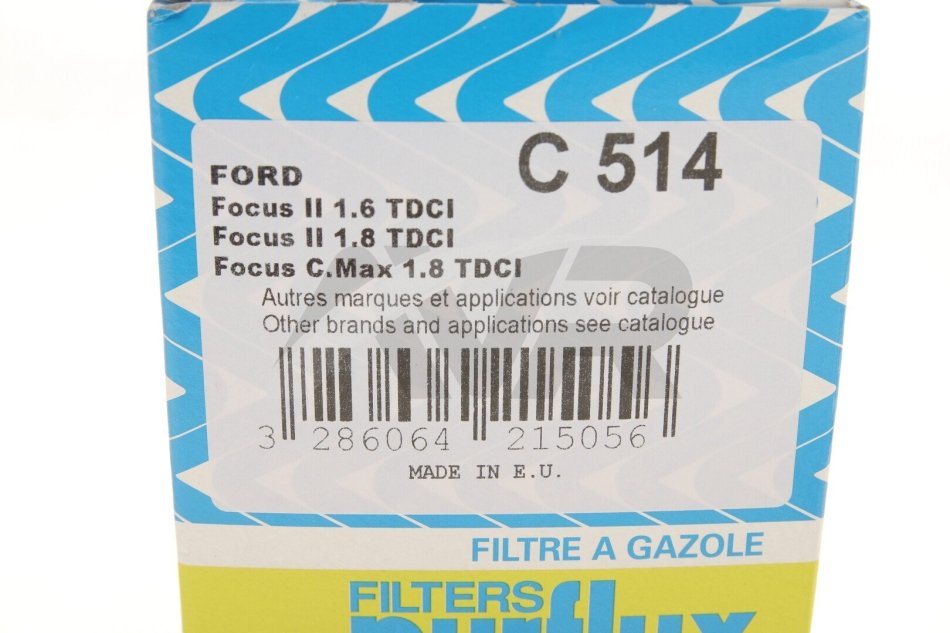 C 514
FORD
Focus II 1.6 TDCI
Focus II 1.8 TDCI
Focus C.Max 1.8 TDCI
Autres marques et applications voir catalogue
Other brands and applications see catalogue
3 286064 215056
MADE IN E.U.
FILTRE A GAZOLE
FILTERS
purflux